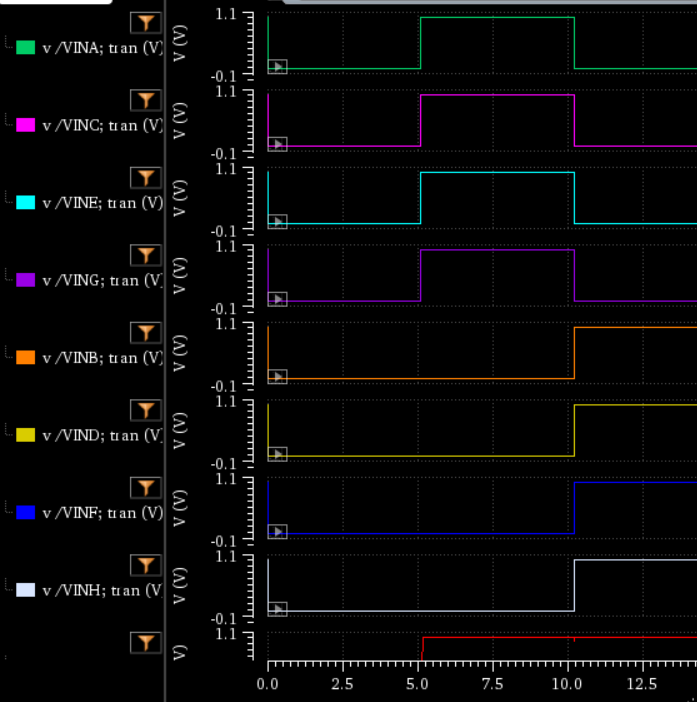 1.1
v /VINA; tran (V)
V (V)
-0.1
1.1
v /VINC; tran (V)
V (V)
-0.1
1.1
v /VINE; tran (V)
V (V)
-0.1
1.1
v /VING; tran (V
V (V)
-0.1
1.1
v /VINB; tran (V)
V (V)
-0.1
1.1
v /VIND; tran (V
V (V)
-0.1
1.1
v /VINF; tran (V)
V (V)
-0.1
1.1
v /VINH; tran (V
V (V)
-0.1
1.1
V)
0.0 2.5 5.0 7.5 10.0 12.5